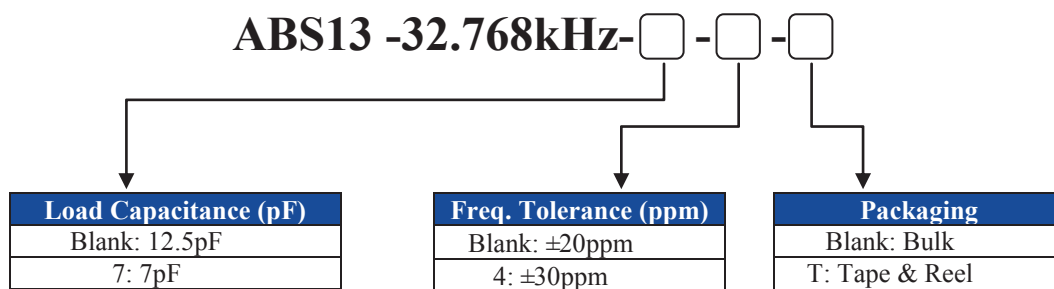 ABS13 -32.768kHz- - -
Load Capacitance (pF)
Blank: 12.5pF
7: 7pF
Freq. Tolerance (ppm)
Blank: ±20ppm
4: ±30ppm
Packaging
Blank: Bulk
T: Tape & Reel